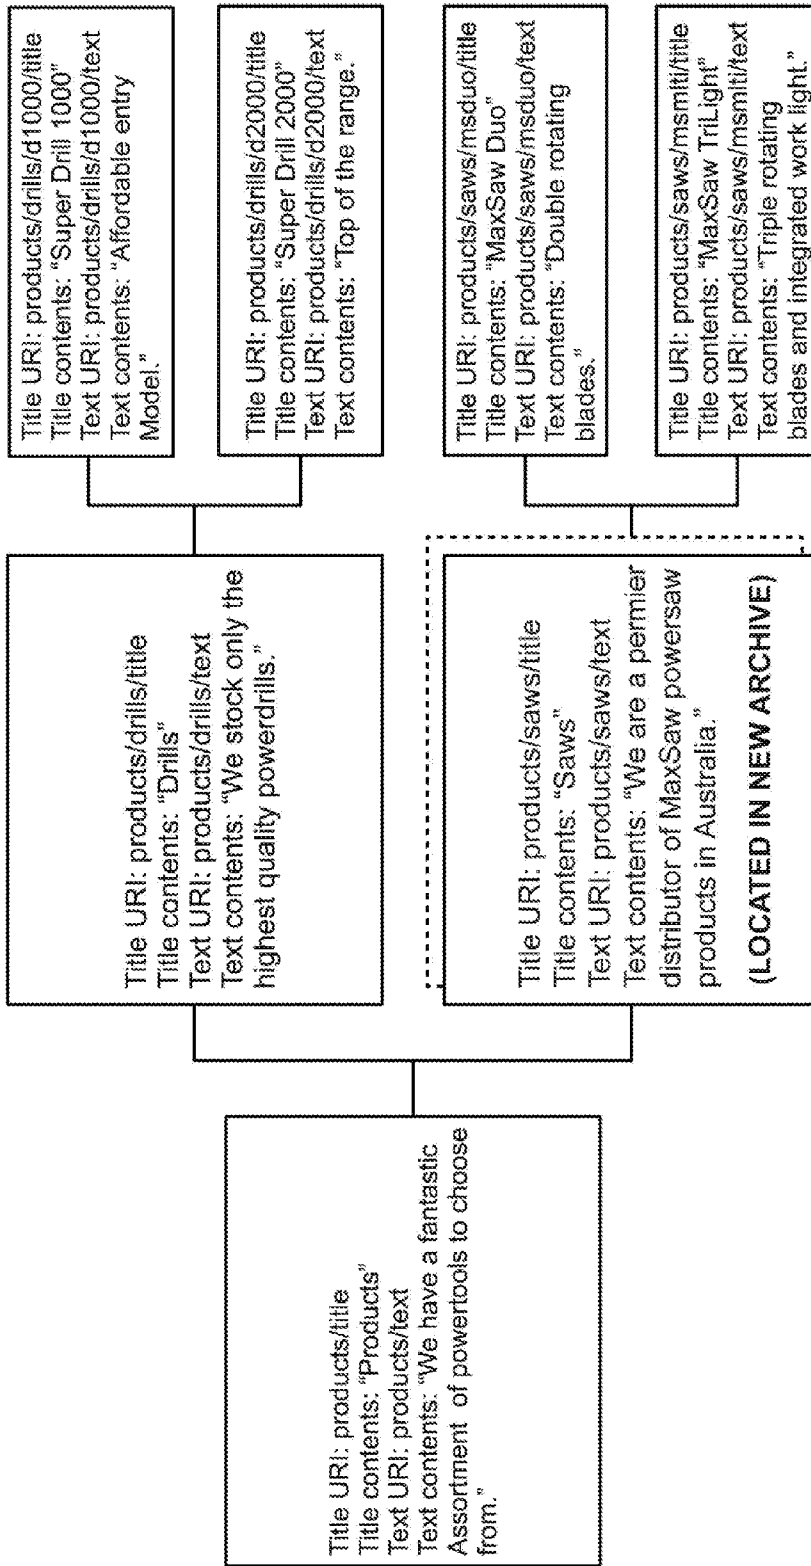 Title URI: products/title
Title contents: “Products”
Text URI: products/text
Text contents: “We have a fantastic
Assortment of powertools to choose
from.”
Title URI: products/drills/title
Title contents: “Drills”
Text URI: products/drills/text
Text contents: “We stock only the
highest quality powerdrills.”
Title URI: products/saws/title
Title contents: “Saws”
Text URI: products/saws/text
Text contents: “We are a permier
distributor of MaxSaw powersaw
products in Australia.”
(LOCATED IN NEW ARCHIVE)
Title URI: products/drills/d1000/title
Title contents: “Super Drill 1000”
Text URI: products/drills/d1000/text
Text contents: “Affordable entry
Model.”
Title URI: products/drills/d2000/title
Title contents: “Super Drill 2000”
Text URI: products/drills/d2000/text
Text contents: “Top of the range.”
Title URI: products/saws/msduo/title
Title contents: “MaxSaw Duo”
Text URI: products/saws/msduo/text
Text contents: “Double rotating
blades.”
Title URI: products/saws/msmlti/title
Title contents: “MaxSaw TriLight”
Text URI: products/saws/msmlti/text
Text contents: “Triple rotating
blades and integrated work light.”